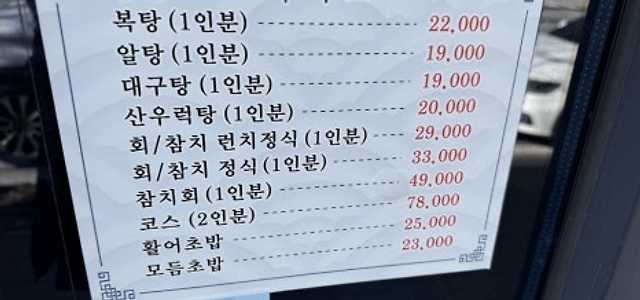 복탕 (1인분) 22,000
알탕 (1인분) 19,000
대구탕 (1인분) 19,000
산우럭탕 (1인분) 20,000
회/참치 런치정식 (1인분) 29,000
회/참치 정식 (1인분) 33,000
참치회 (1인분) 49,000
코스 (2인분) 78,000
활어초밥 25,000
모듬초밥 23,000